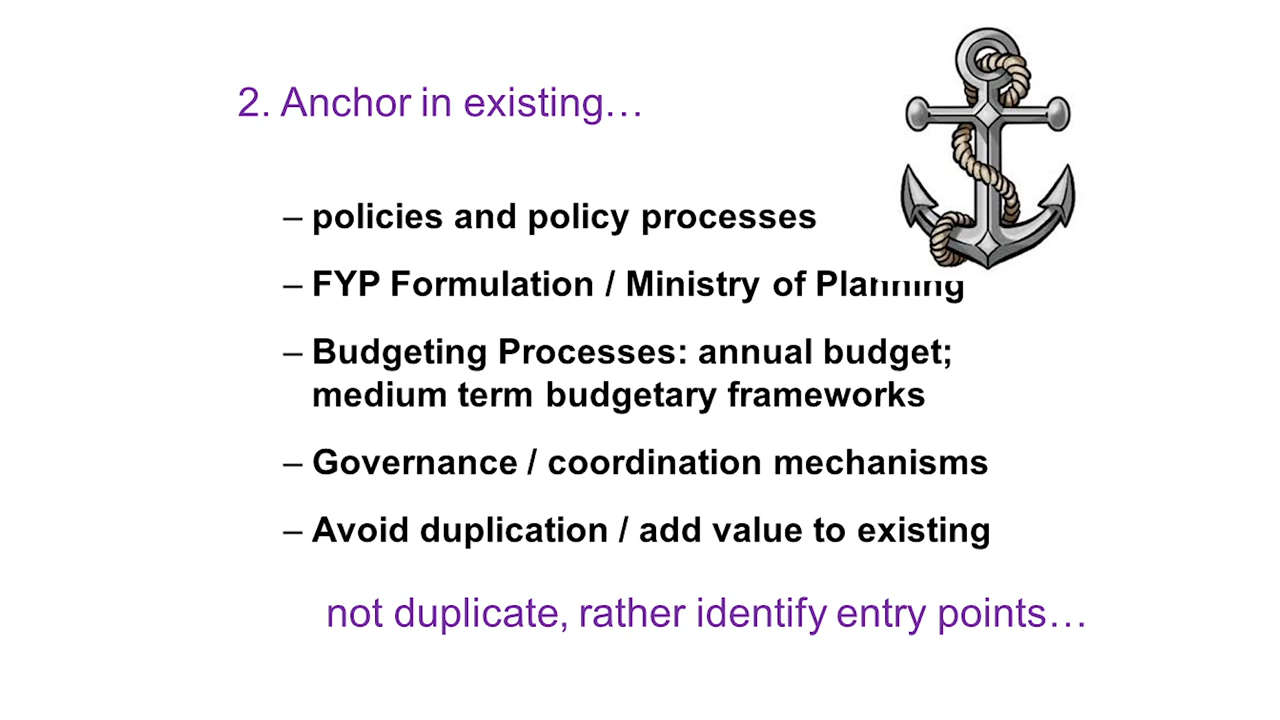 2. Anchor in existing…
– policies and policy processes
– FYP Formulation / Ministry of Planning
– Budgeting Processes: annual budget;
medium term budgetary frameworks
– Governance / coordination mechanisms
– Avoid duplication / add value to existing
not duplicate, rather identify entry points…